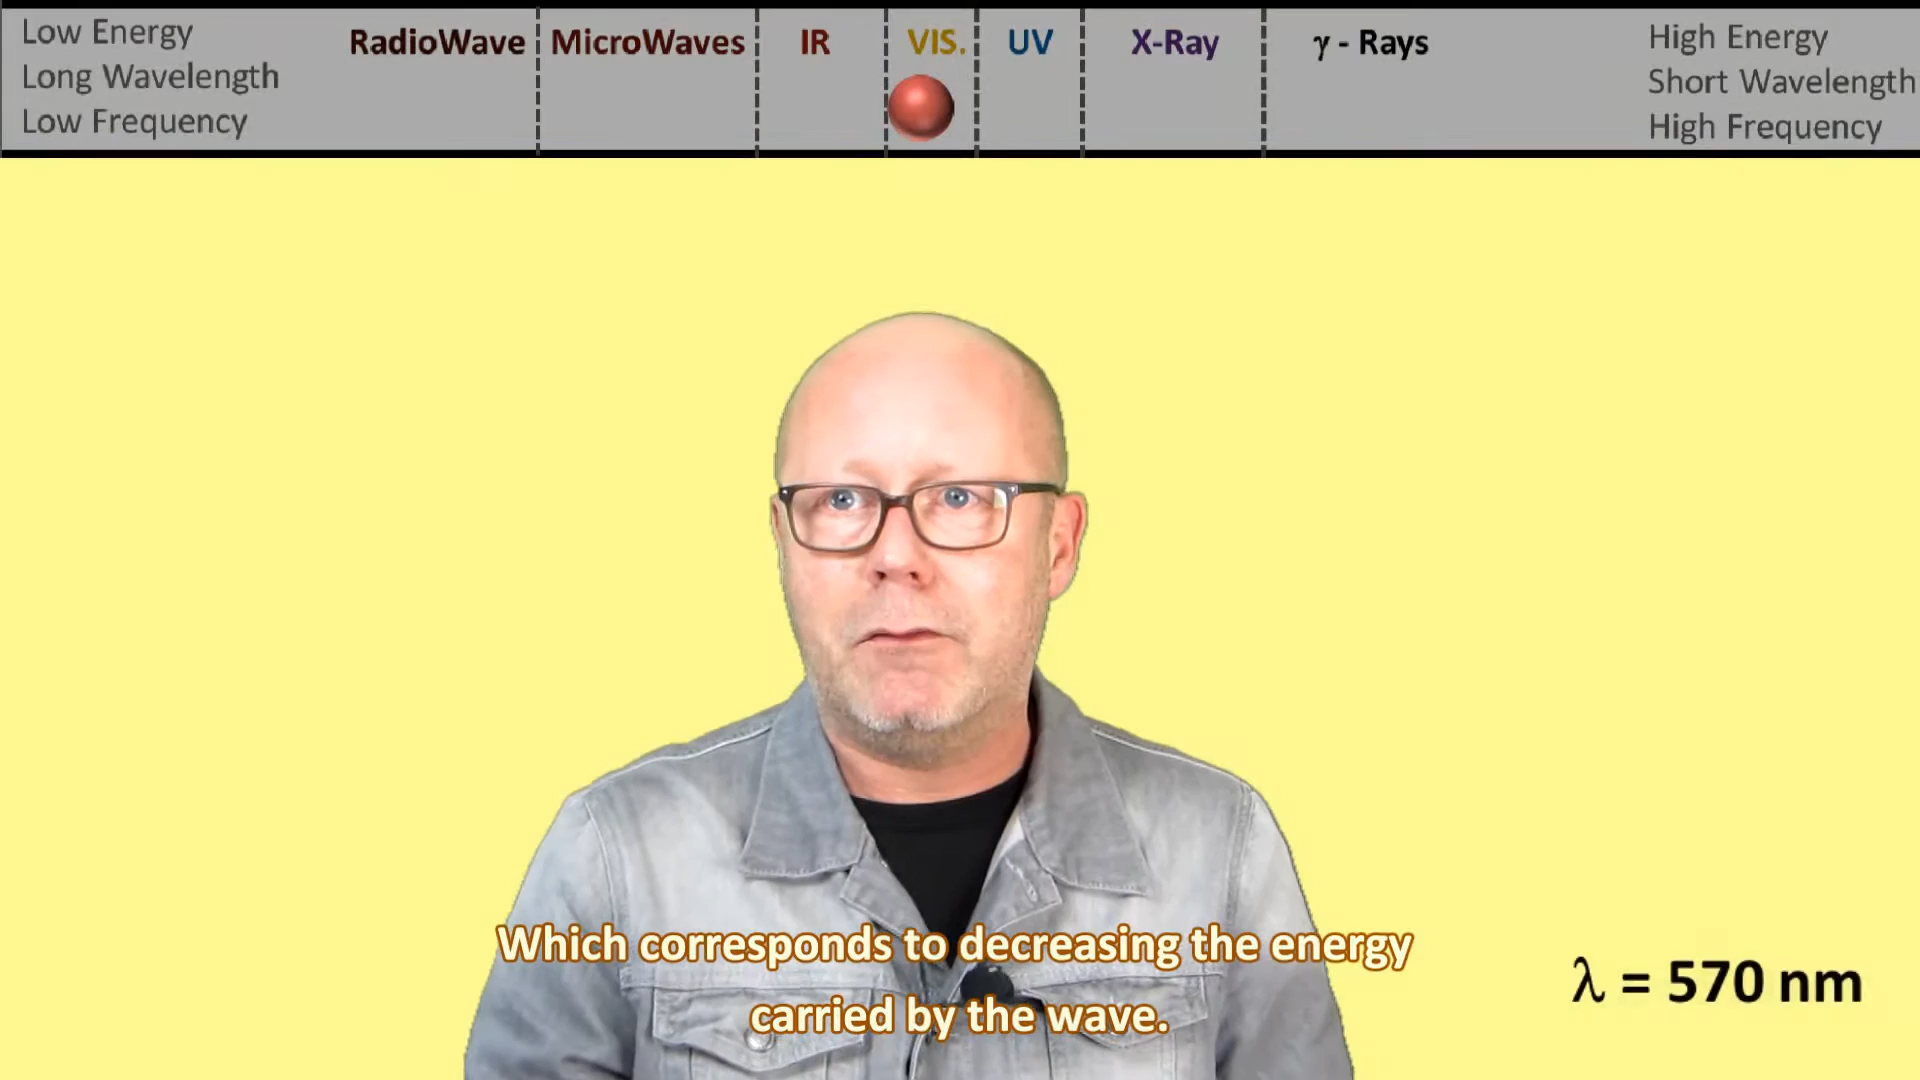 Low Energy
Long Wavelength
Low Frequency
RadioWave
MicroWaves
IR
VIS.
UV
X-Ray
γ - Rays
High Energy
Short Wavelength
High Frequency
Which corresponds to decreasing the energy
carried by the wave.
λ = 570 nm